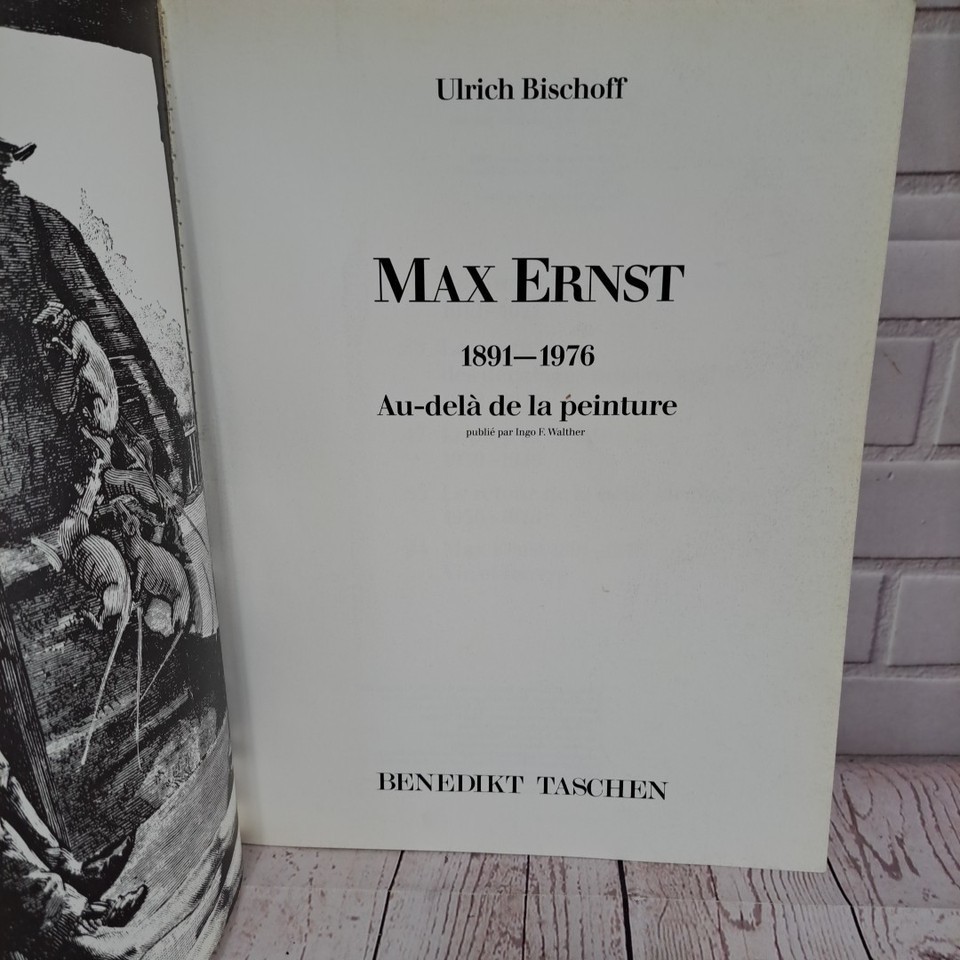 Ulrich Bischoff
MAX ERNST
1891—1976
Au-delà de la peinture
publié par Ingo F. Walther
BENEDIKT TASCHEN